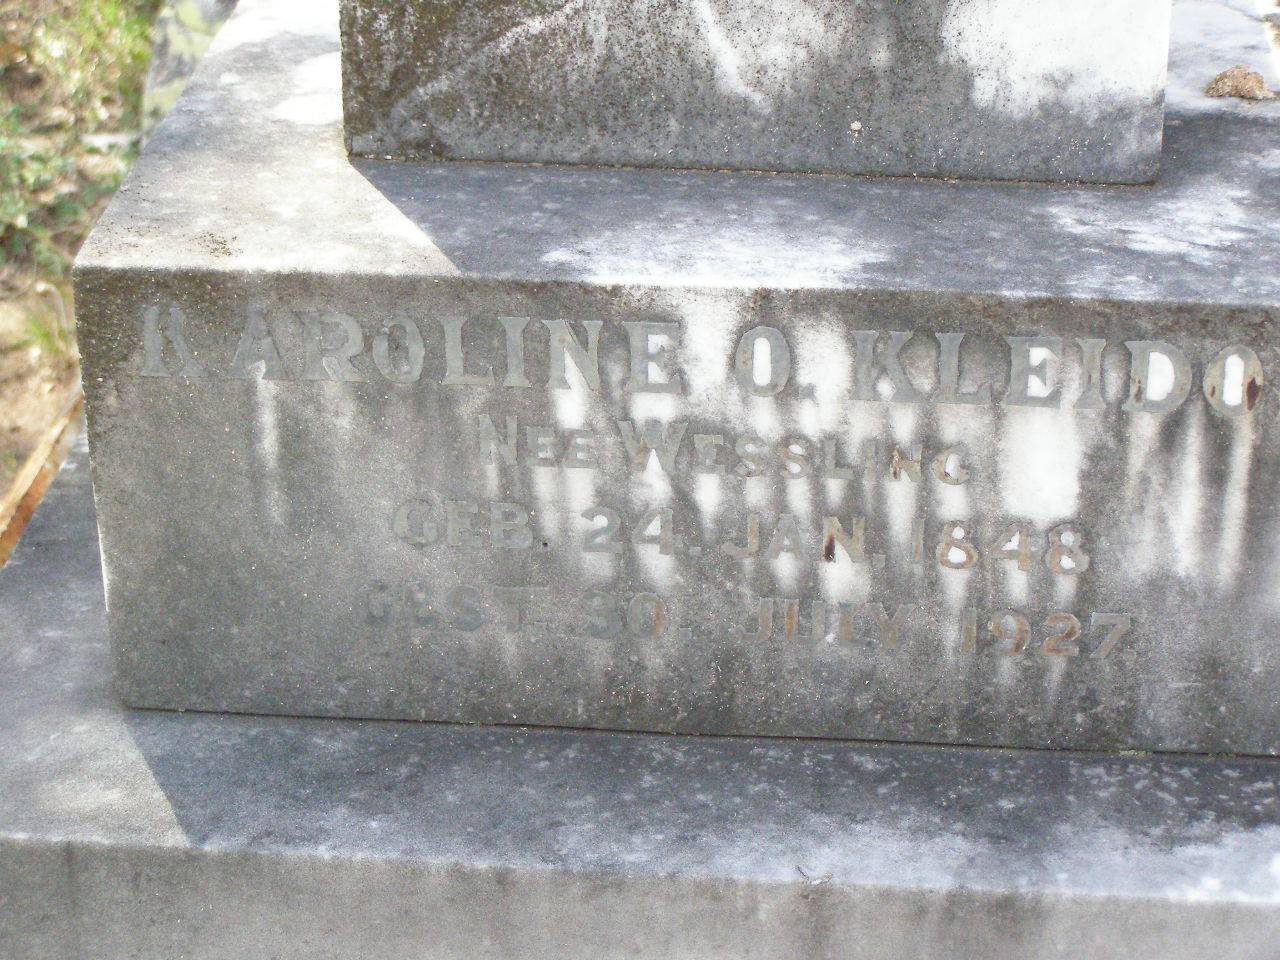 KAROLINE O. KLEIDO
NEE WESSLING
GEB. 24. JAN. 1848
GEST. 30. JULY 1927.